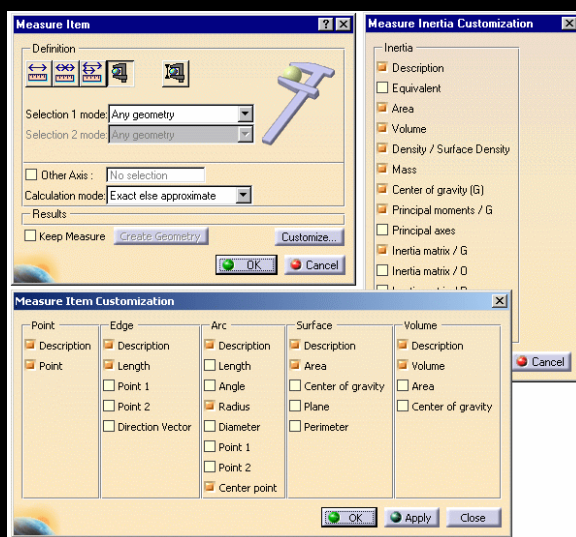 Measure Item
Definition
Selection 1 mode: Any geometry
Selection 2 mode: Any geometry
Other Axis : No selection
Calculation mode: Exact else approximate
Results
Keep Measure Create Geometry Customize...
OK Cancel
Measure Inertia Customization
Inertia
Description
Equivalent
Area
Volume
Density / Surface Density
Mass
Center of gravity (G)
Principal moments / G
Principal axes
Inertia matrix / G
Inertia matrix / O
Cancel
Measure Item Customization
Point Edge Arc Surface Volume
Description Description Description Description Description
Point Length Length Area Volume
Point 1 Angle Center of gravity Area
Point 2 Radius Plane Center of gravity
Direction Vector Diameter Perimeter
Point 1
Point 2
Center point
OK Apply Close